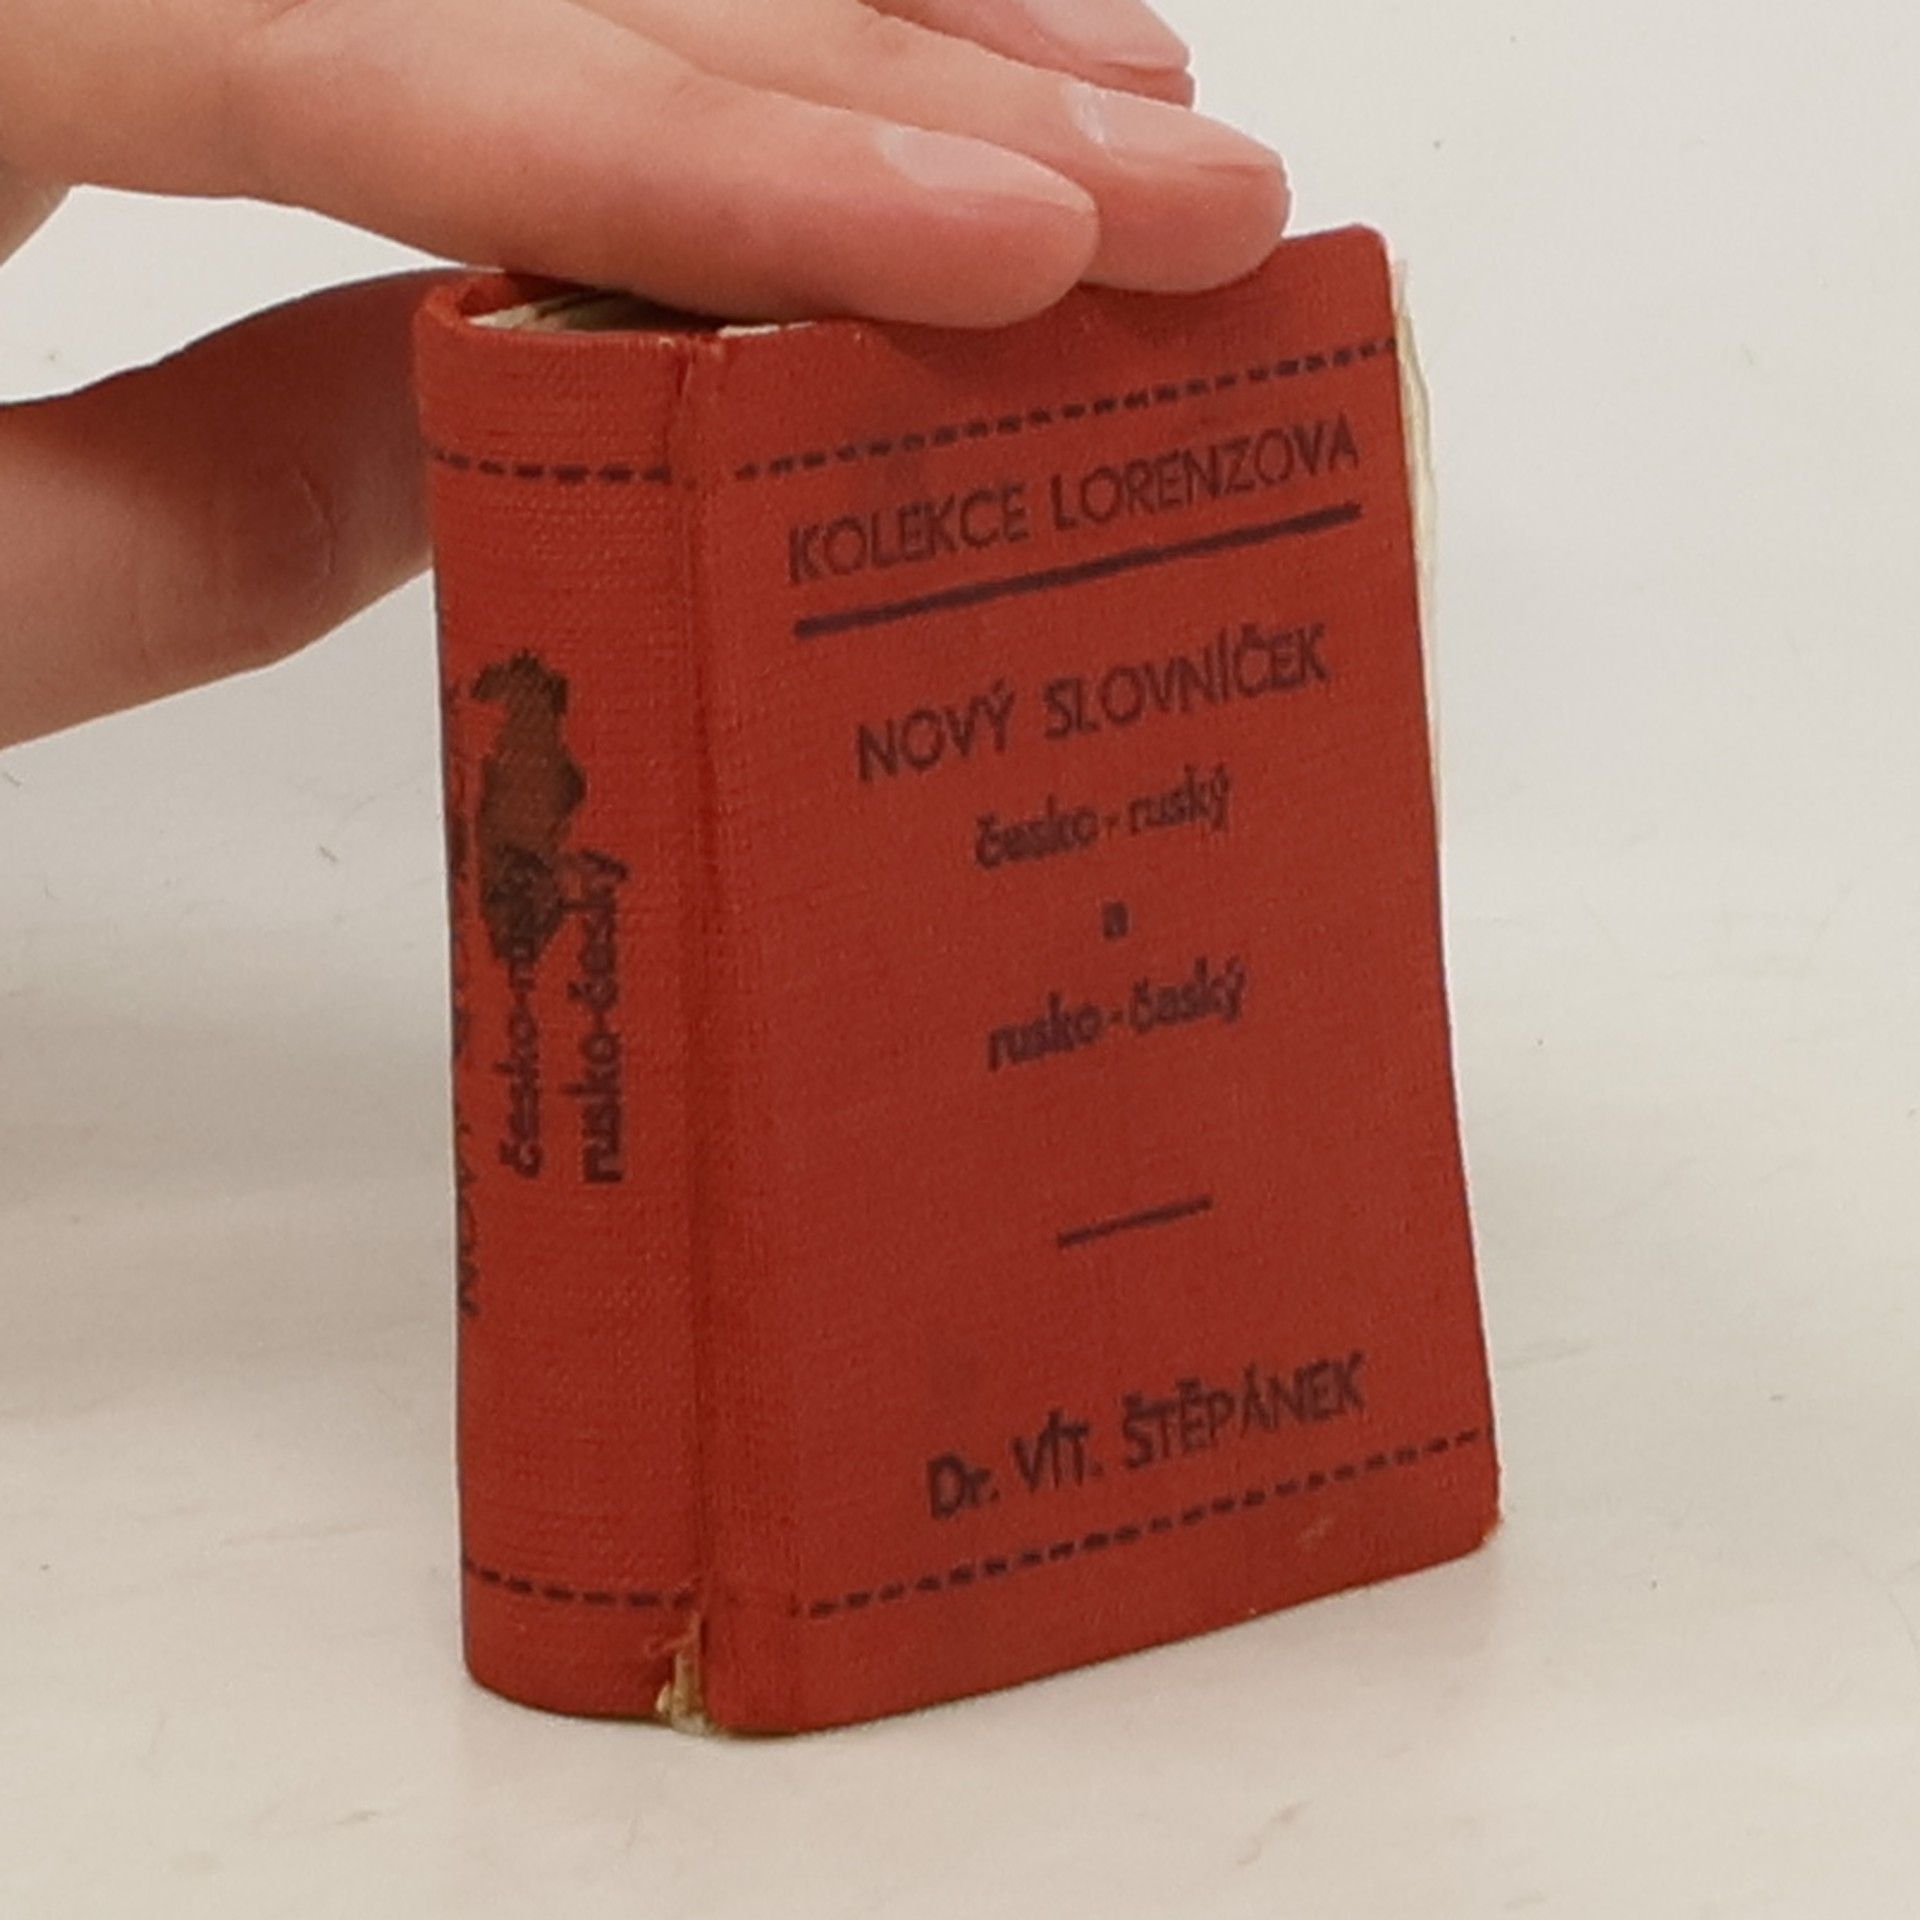 KOLEKCE LORENZOVA
NOVÝ SLOVNÍČEK
česko-ruský
a
rusko-český
Dr. VÍT. ŠTĚPÁNEK
česko-ruský
rusko-český